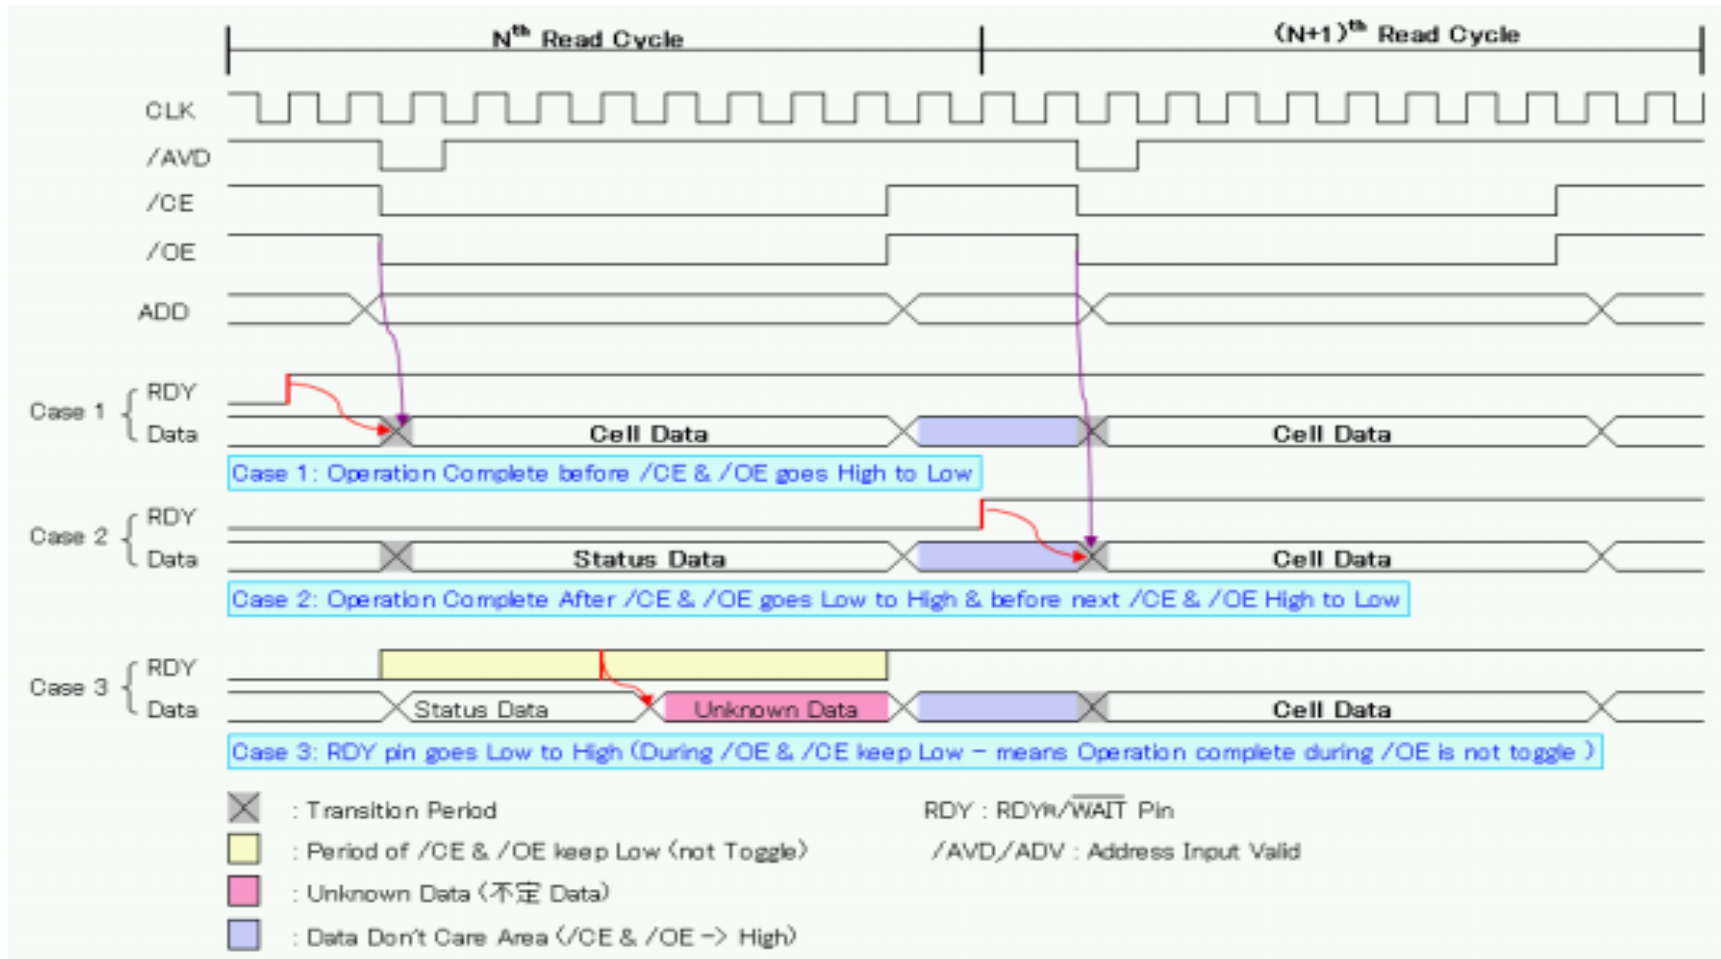 Nth Read Cycle
(N+1)th Read Cycle
CLK
/AVD
/CE
/OE
ADD
Case 1
RDY
Data
Cell Data
Cell Data
Case 1: Operation Complete before /CE & /OE goes High to Low
Case 2
RDY
Data
Status Data
Cell Data
Case 2: Operation Complete After /CE & /OE goes Low to High & before next /CE & /OE High to Low
Case 3
RDY
Data
Status Data
Unknown Data
Cell Data
Case 3: RDY pin goes Low to High (During /OE & /CE keep Low - means Operation complete during /OE is not toggle )
: Transition Period
RDY : RDYR/WAIT Pin
: Period of /CE & /OE keep Low (not Toggle)
/AVD/ADV : Address Input Valid
: Unknown Data (不定 Data)
: Data Don't Care Area (/CE & /OE -> High)